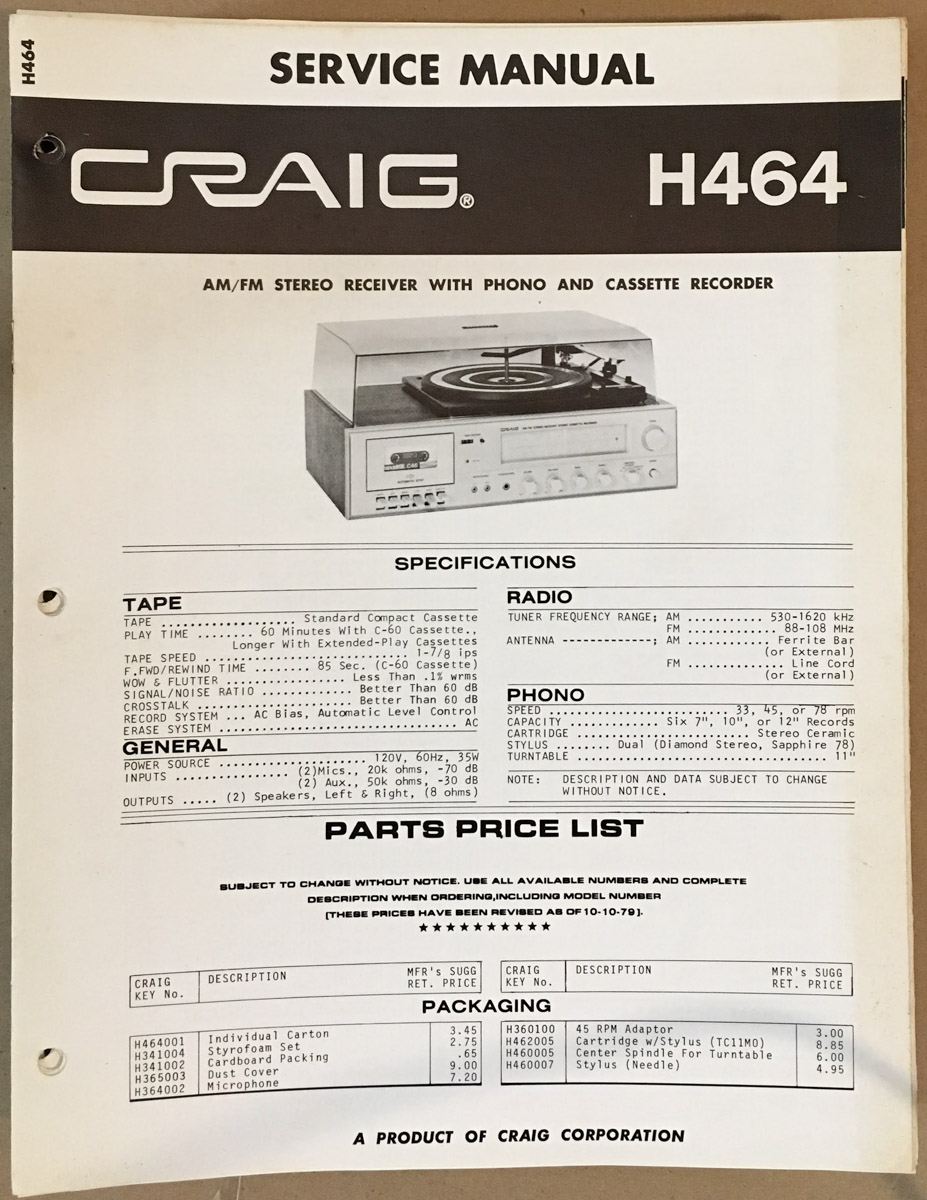 H464
SERVICE MANUAL
CRAIG® H464
AM/FM STEREO RECEIVER WITH PHONO AND CASSETTE RECORDER
CRAIG
SPECIFICATIONS
TAPE
TAPE ................... Standard Compact Cassette
PLAY TIME ........ 60 Minutes With C-60 Cassette.,
Longer With Extended-Play Cassettes
TAPE SPEED .............................. 1-7/8 ips
F.FWD/REWIND TIME ........ 85 Sec. (C-60 Cassette)
WOW & FLUTTER ................. Less Than .1% wrms
SIGNAL/NOISE RATIO ............. Better Than 60 dB
CROSSTALK ...................... Better Than 60 dB
RECORD SYSTEM ... AC Bias, Automatic Level Control
ERASE SYSTEM ................................... AC
GENERAL
POWER SOURCE ..................... 120V, 60Hz, 35W
INPUTS ............... (2)Mics., 20k ohms, -70 dB
(2) Aux., 50k ohms, -30 dB
OUTPUTS ..... (2) Speakers, Left & Right, (8 ohms)
RADIO
TUNER FREQUENCY RANGE; AM ........... 530-1620 kHz
FM ............. 88-108 MHz
ANTENNA -------------; AM ............ Ferrite Bar
(or External)
FM .............. Line Cord
(or External)
PHONO
SPEED ......................... 33, 45, or 78 rpm
CAPACITY ............. Six 7", 10", or 12" Records
CARTRIDGE ......................... Stereo Ceramic
STYLUS ........ Dual (Diamond Stereo, Sapphire 78)
TURNTABLE .................................... 11"
NOTE: DESCRIPTION AND DATA SUBJECT TO CHANGE
WITHOUT NOTICE.
PARTS PRICE LIST
SUBJECT TO CHANGE WITHOUT NOTICE. USE ALL AVAILABLE NUMBERS AND COMPLETE
DESCRIPTION WHEN ORDERING,INCLUDING MODEL NUMBER
(THESE PRICES HAVE BEEN REVISED AS OF 10-10-79).
★★★★★★★★★★
CRAIG KEY No. DESCRIPTION MFR's SUGG RET. PRICE
CRAIG KEY No. DESCRIPTION MFR's SUGG RET. PRICE
PACKAGING
H464001 Individual Carton 3.45
H341004 Styrofoam Set 2.75
H341002 Cardboard Packing .65
H365003 Dust Cover 9.00
H364002 Microphone 7.20
H360100 45 RPM Adaptor 3.00
H462005 Cartridge w/Stylus (TC11MO) 8.85
H460005 Center Spindle For Turntable 6.00
H460007 Stylus (Needle) 4.95
A PRODUCT OF CRAIG CORPORATION